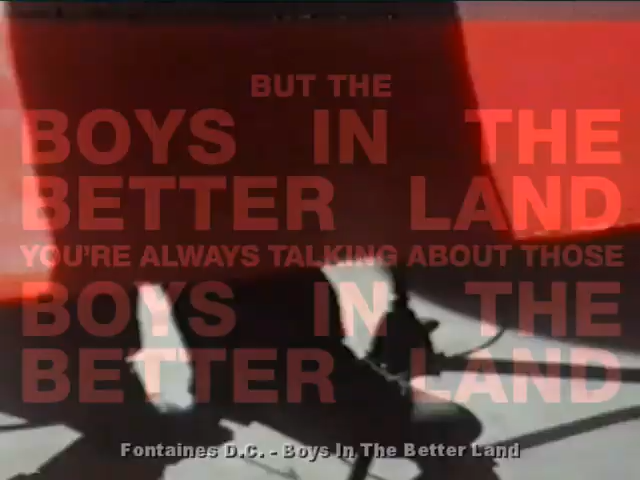 BUT THE
BOYS IN THE
BETTER LAND
YOU'RE ALWAYS TALKING ABOUT THOSE
BOYS IN THE
BETTER LAND
Fontaines D.C. - Boys In The Better Land